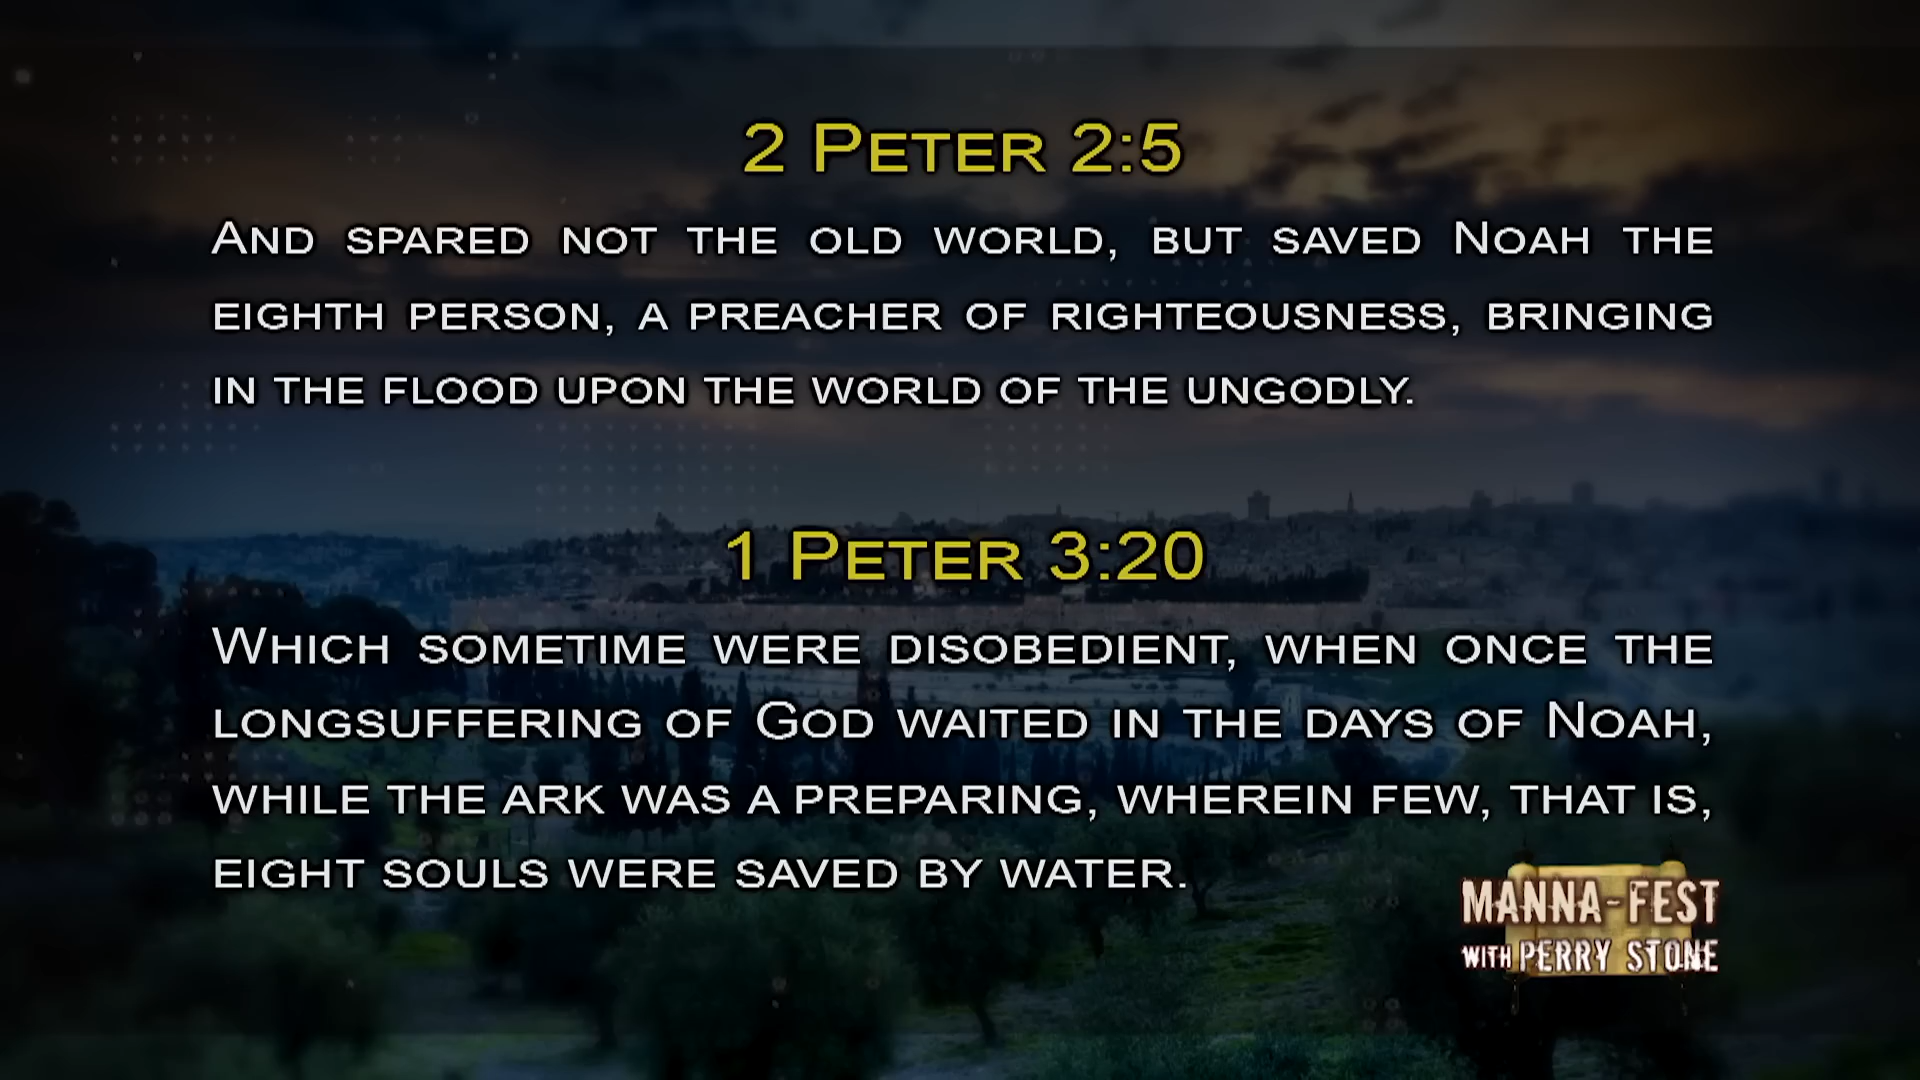 2 Peter 2:5
And spared not the old world, but saved Noah the
eighth person, a preacher of righteousness, bringing
in the flood upon the world of the ungodly.
1 Peter 3:20
Which sometime were disobedient, when once the
longsuffering of God waited in the days of Noah,
while the ark was a preparing, wherein few, that is,
eight souls were saved by water.
MANNA-FEST
WITH PERRY STONE